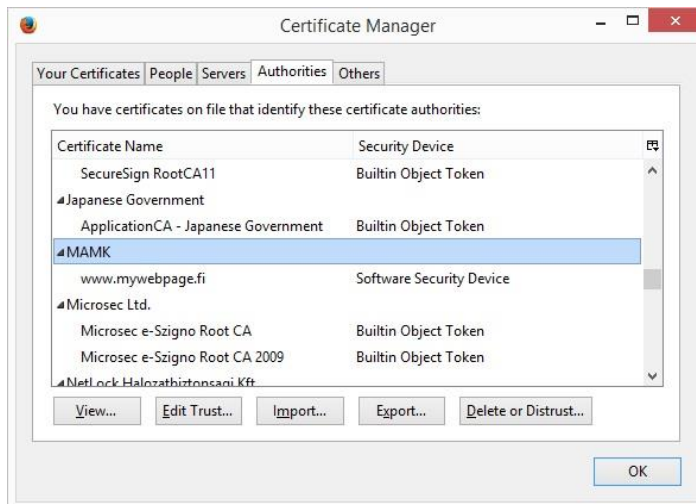 Certificate Manager
Your Certificates People Servers Authorities Others
You have certificates on file that identify these certificate authorities:
Certificate Name Security Device
SecureSign RootCA11 Builtin Object Token
Japanese Government
ApplicationCA - Japanese Government Builtin Object Token
MAMK
www.mywebpage.fi Software Security Device
Microsec Ltd.
Microsec e-Szigno Root CA Builtin Object Token
Microsec e-Szigno Root CA 2009 Builtin Object Token
NetLock Halozatbiztonsagi Kft.
View... Edit Trust... Import... Export... Delete or Distrust...
OK